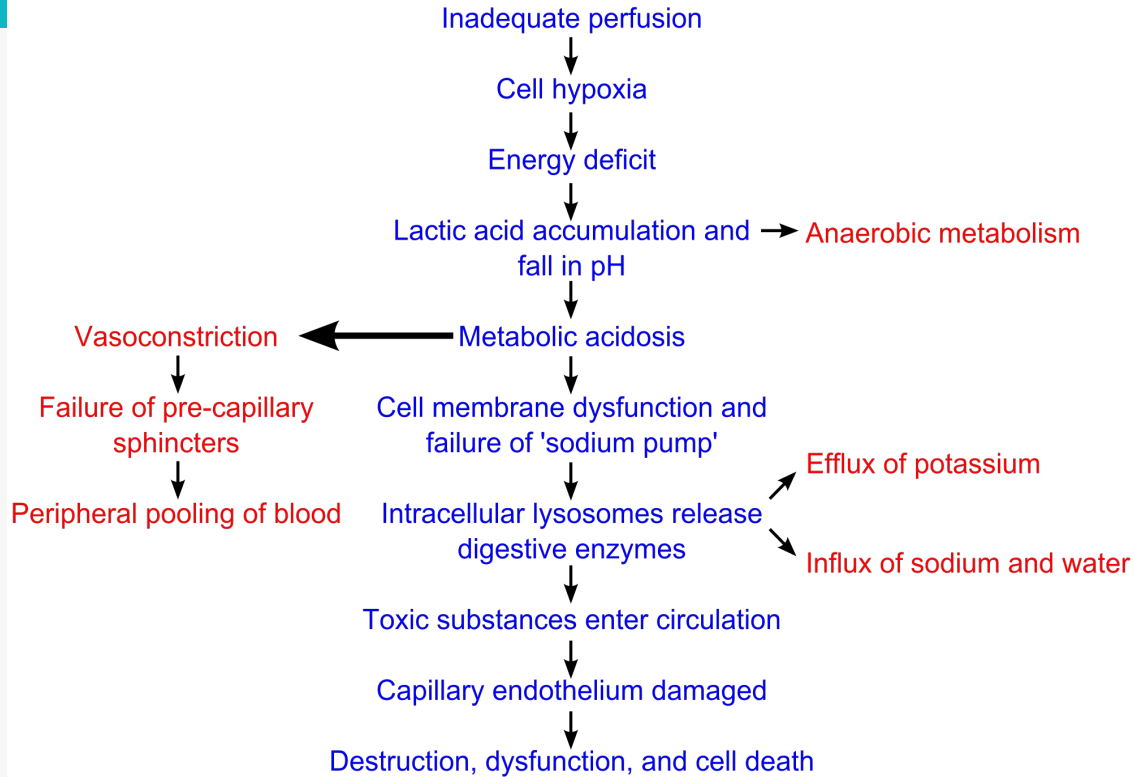 Inadequate perfusion
Cell hypoxia
Energy deficit
Lactic acid accumulation and
fall in pH
Anaerobic metabolism
Vasoconstriction
Metabolic acidosis
Failure of pre-capillary
sphincters
Cell membrane dysfunction and
failure of 'sodium pump'
Peripheral pooling of blood
Intracellular lysosomes release
digestive enzymes
Efflux of potassium
Influx of sodium and water
Toxic substances enter circulation
Capillary endothelium damaged
Destruction, dysfunction, and cell death